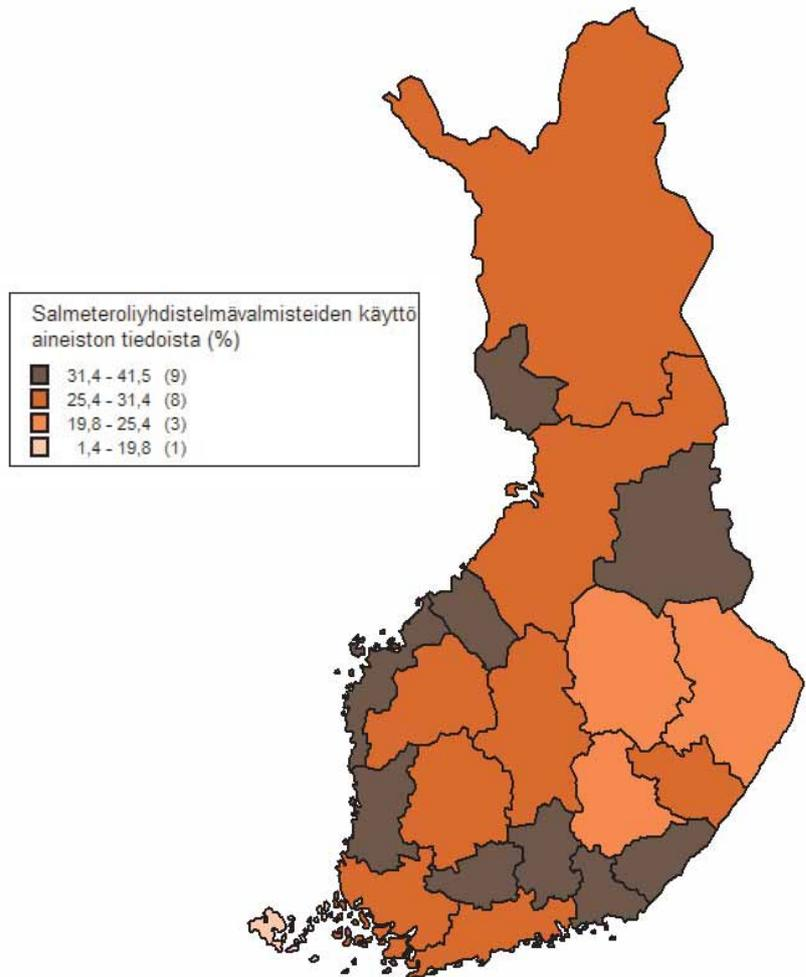 Salmeteroliyhdistelmävalmisteiden käyttö
aineiston tiedoista (%)
31,4 - 41,5 (9)
25,4 - 31,4 (8)
19,8 - 25,4 (3)
1,4 - 19,8 (1)